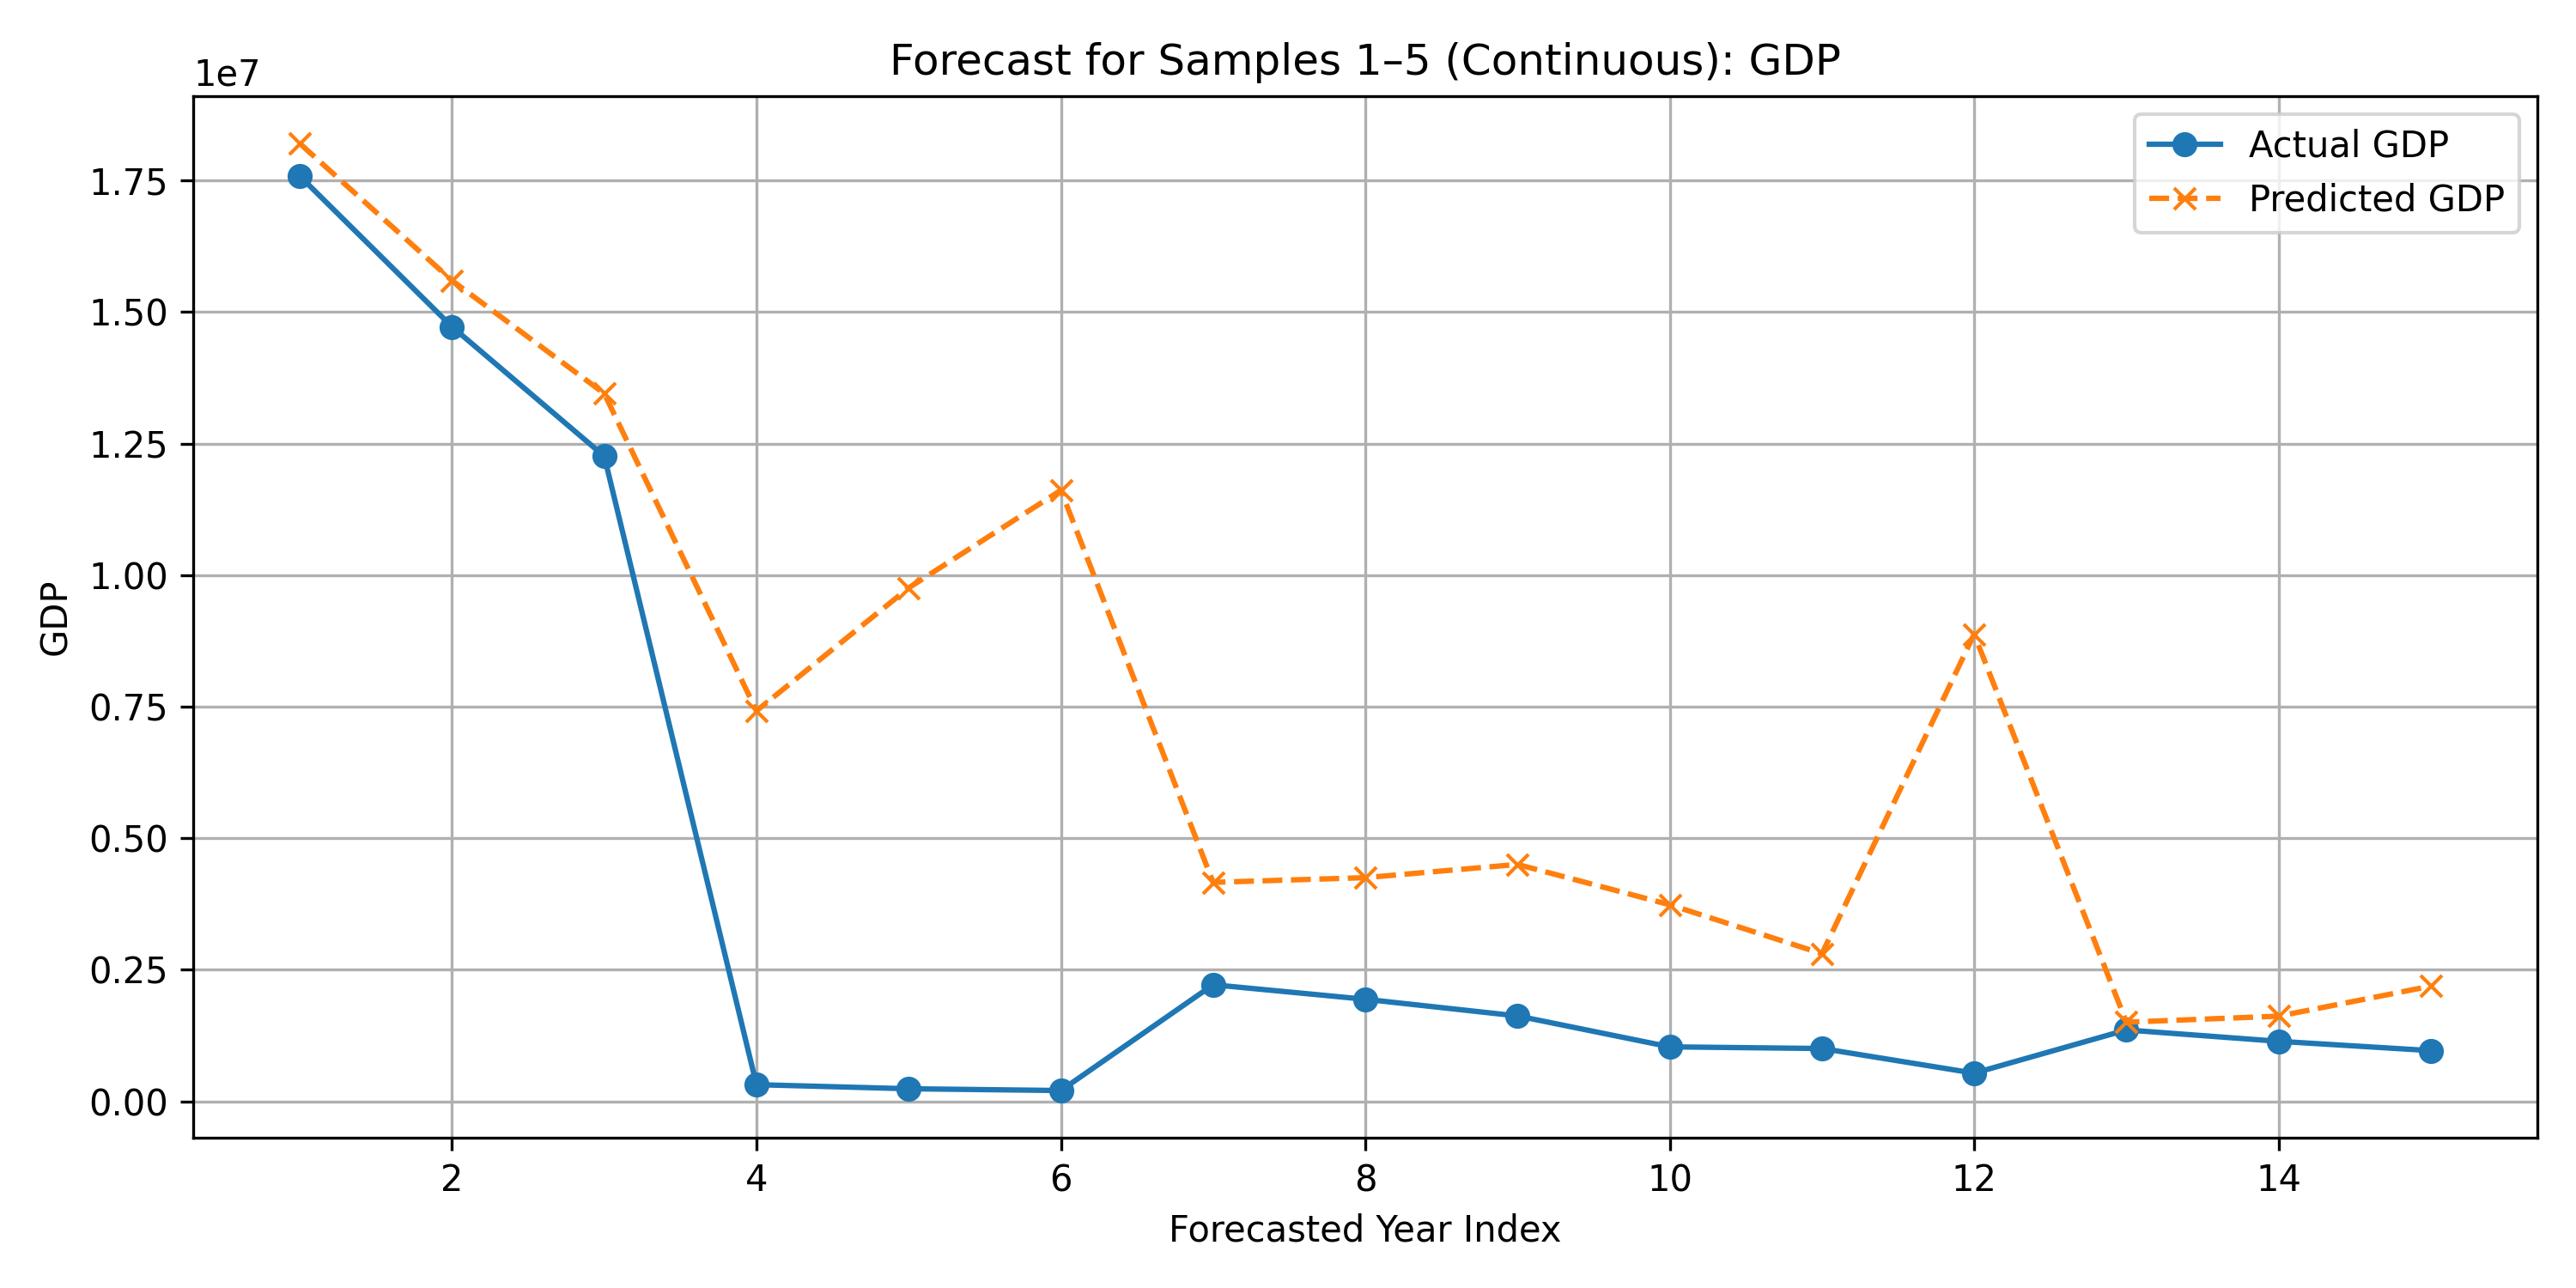 Forecast for Samples 1–5 (Continuous): GDP
1e7
Actual GDP
Predicted GDP
1.75
1.50
1.25
1.00
0.75
0.50
0.25
0.00
GDP
2 4 6 8 10 12 14
Forecasted Year Index